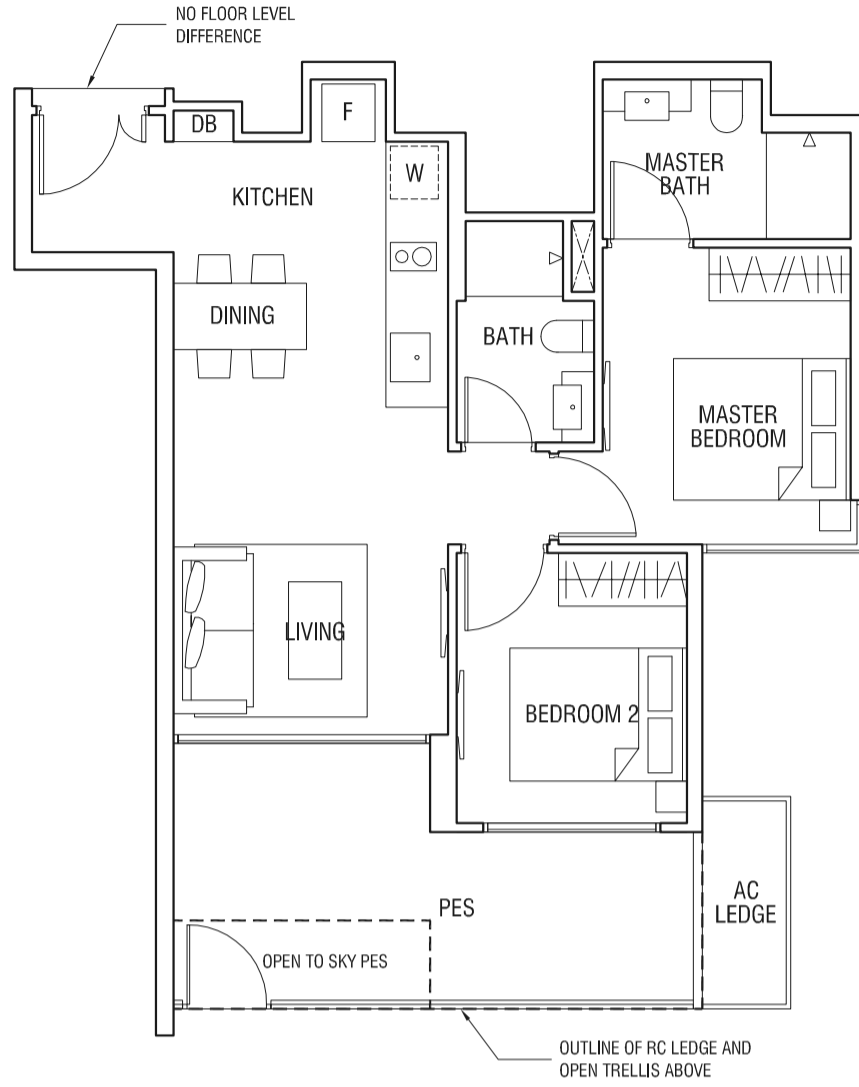 NO FLOOR LEVEL
DIFFERENCE
DB
F
W
KITCHEN
MASTER
BATH
DINING
BATH
MASTER
BEDROOM
LIVING
BEDROOM 2
PES
AC
LEDGE
OPEN TO SKY PES
OUTLINE OF RC LEDGE AND
OPEN TRELLIS ABOVE